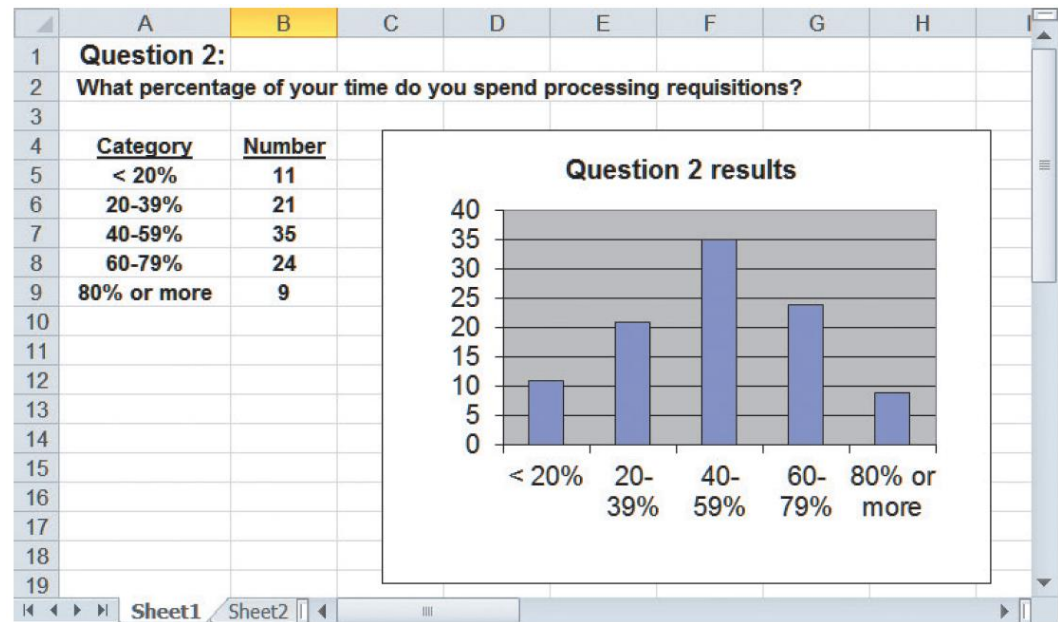 A B C D E F G H
1 Question 2:
2 What percentage of your time do you spend processing requisitions?
3
4 Category Number
5 < 20% 11
6 20-39% 21
7 40-59% 35
8 60-79% 24
9 80% or more 9
10
11
12
13
14
15
16
17
18
19
Question 2 results
40
35
30
25
20
15
10
5
0
< 20% 20-39% 40-59% 60-79% 80% or more
Sheet1 Sheet2